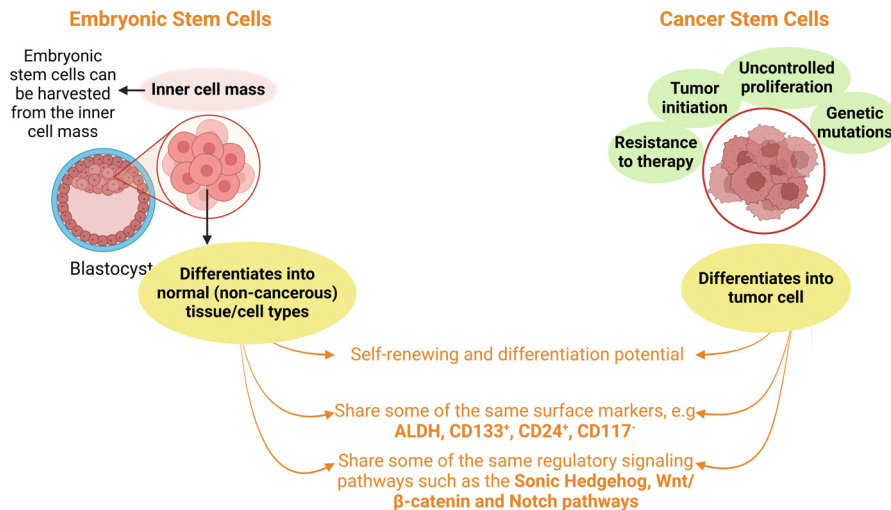 Embryonic Stem Cells
Embryonic
stem cells can
be harvested
from the inner
cell mass
Inner cell mass
Blastocyst
Differentiates into
normal (non-cancerous)
tissue/cell types
Cancer Stem Cells
Resistance
to therapy
Tumor
initiation
Uncontrolled
proliferation
Genetic
mutations
Differentiates into
tumor cell
Self-renewing and differentiation potential
Share some of the same surface markers, e.g
ALDH, CD133⁺, CD24⁺, CD117⁻
Share some of the same regulatory signaling
pathways such as the Sonic Hedgehog, Wnt/
β-catenin and Notch pathways